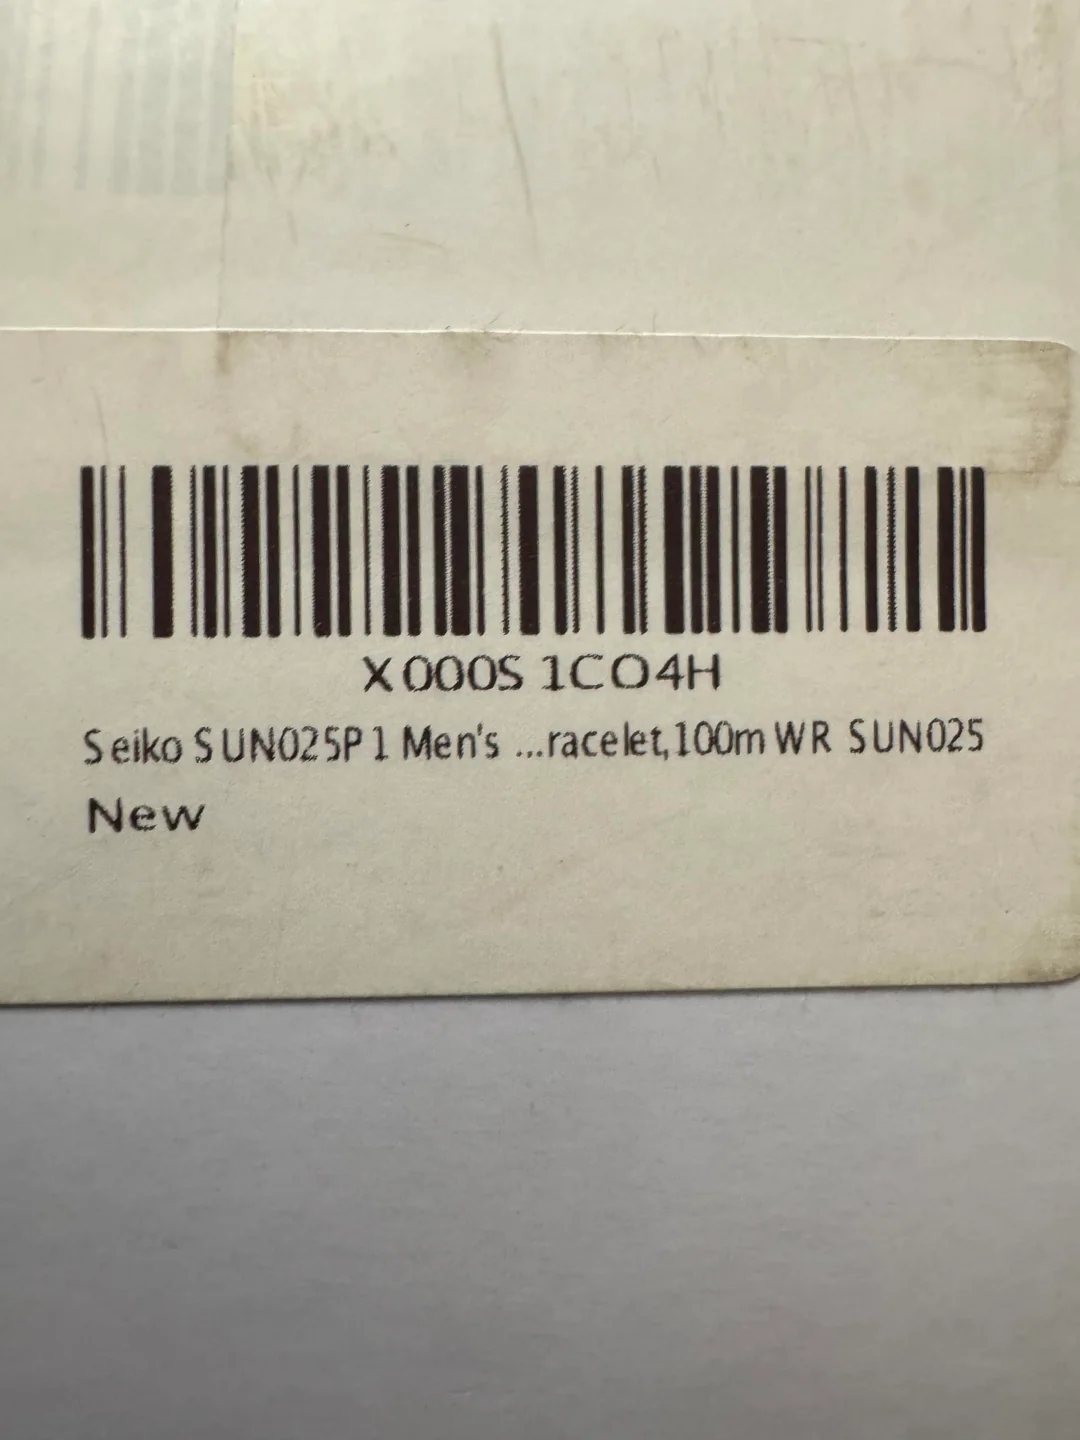 X000S1CO4H
Seiko SUN025P1 Men's ...racelet,100m WR SUN025
New